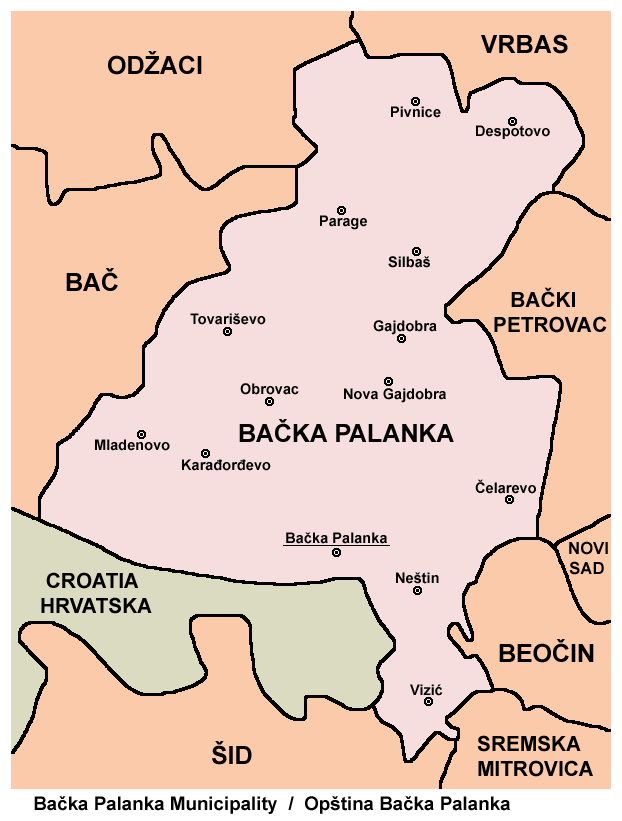 ODŽACI
VRBAS
Pivnice
Despotovo
Parage
Silbaš
BAČ
BAČKI
PETROVAC
Tovariševo
Gajdobra
Obrovac
Nova Gajdobra
BAČKA PALANKA
Mladenovo
Karađorđevo
Čelarevo
Bačka Palanka
NOVI
SAD
CROATIA
HRVATSKA
Neštin
BEOČIN
Vizić
ŠID
SREMSKA
MITROVICA
Bačka Palanka Municipality / Opština Bačka Palanka